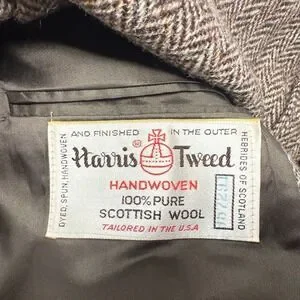 AND FINISHED IN THE OUTER
HEBRIDES OF SCOTLAND
DYED, SPUN, HANDWOVEN
Harris® Tweed
HANDWOVEN
100% PURE
SCOTTISH WOOL
TAILORED IN THE U.S.A